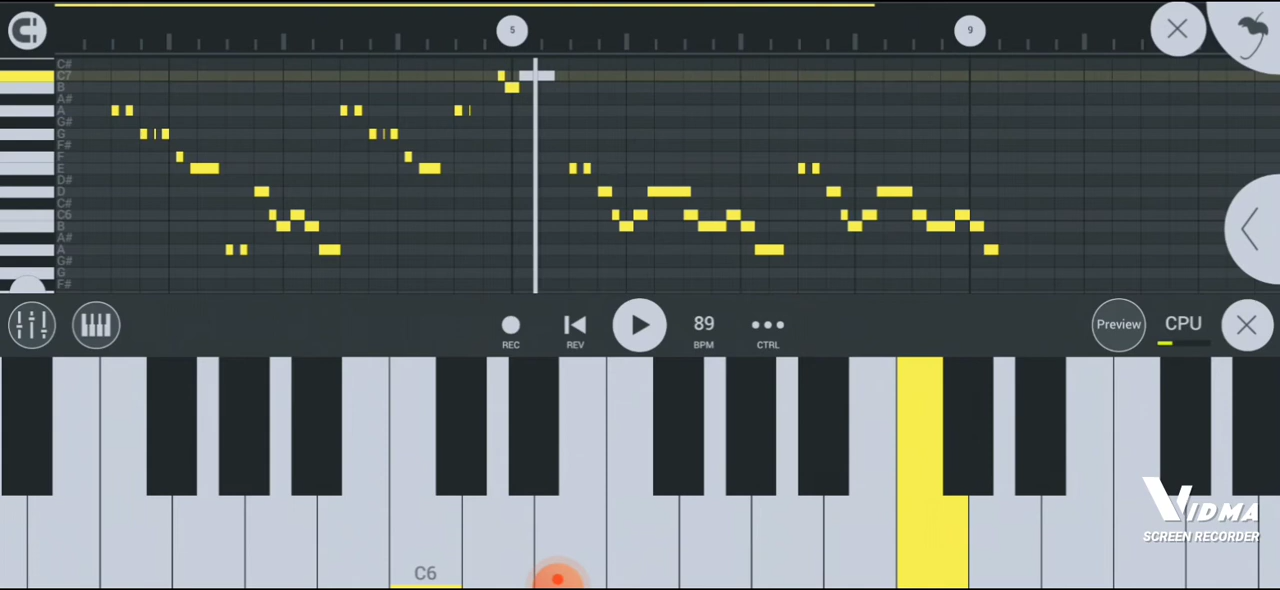 5
9
C#
C7
B
A#
A
G#
G
F#
F
E
D#
D
C#
C6
B
A#
A
G#
G
F#
REC
REV
89
BPM
CTRL
Preview
CPU
C6
VIDMA
SCREEN RECORDER